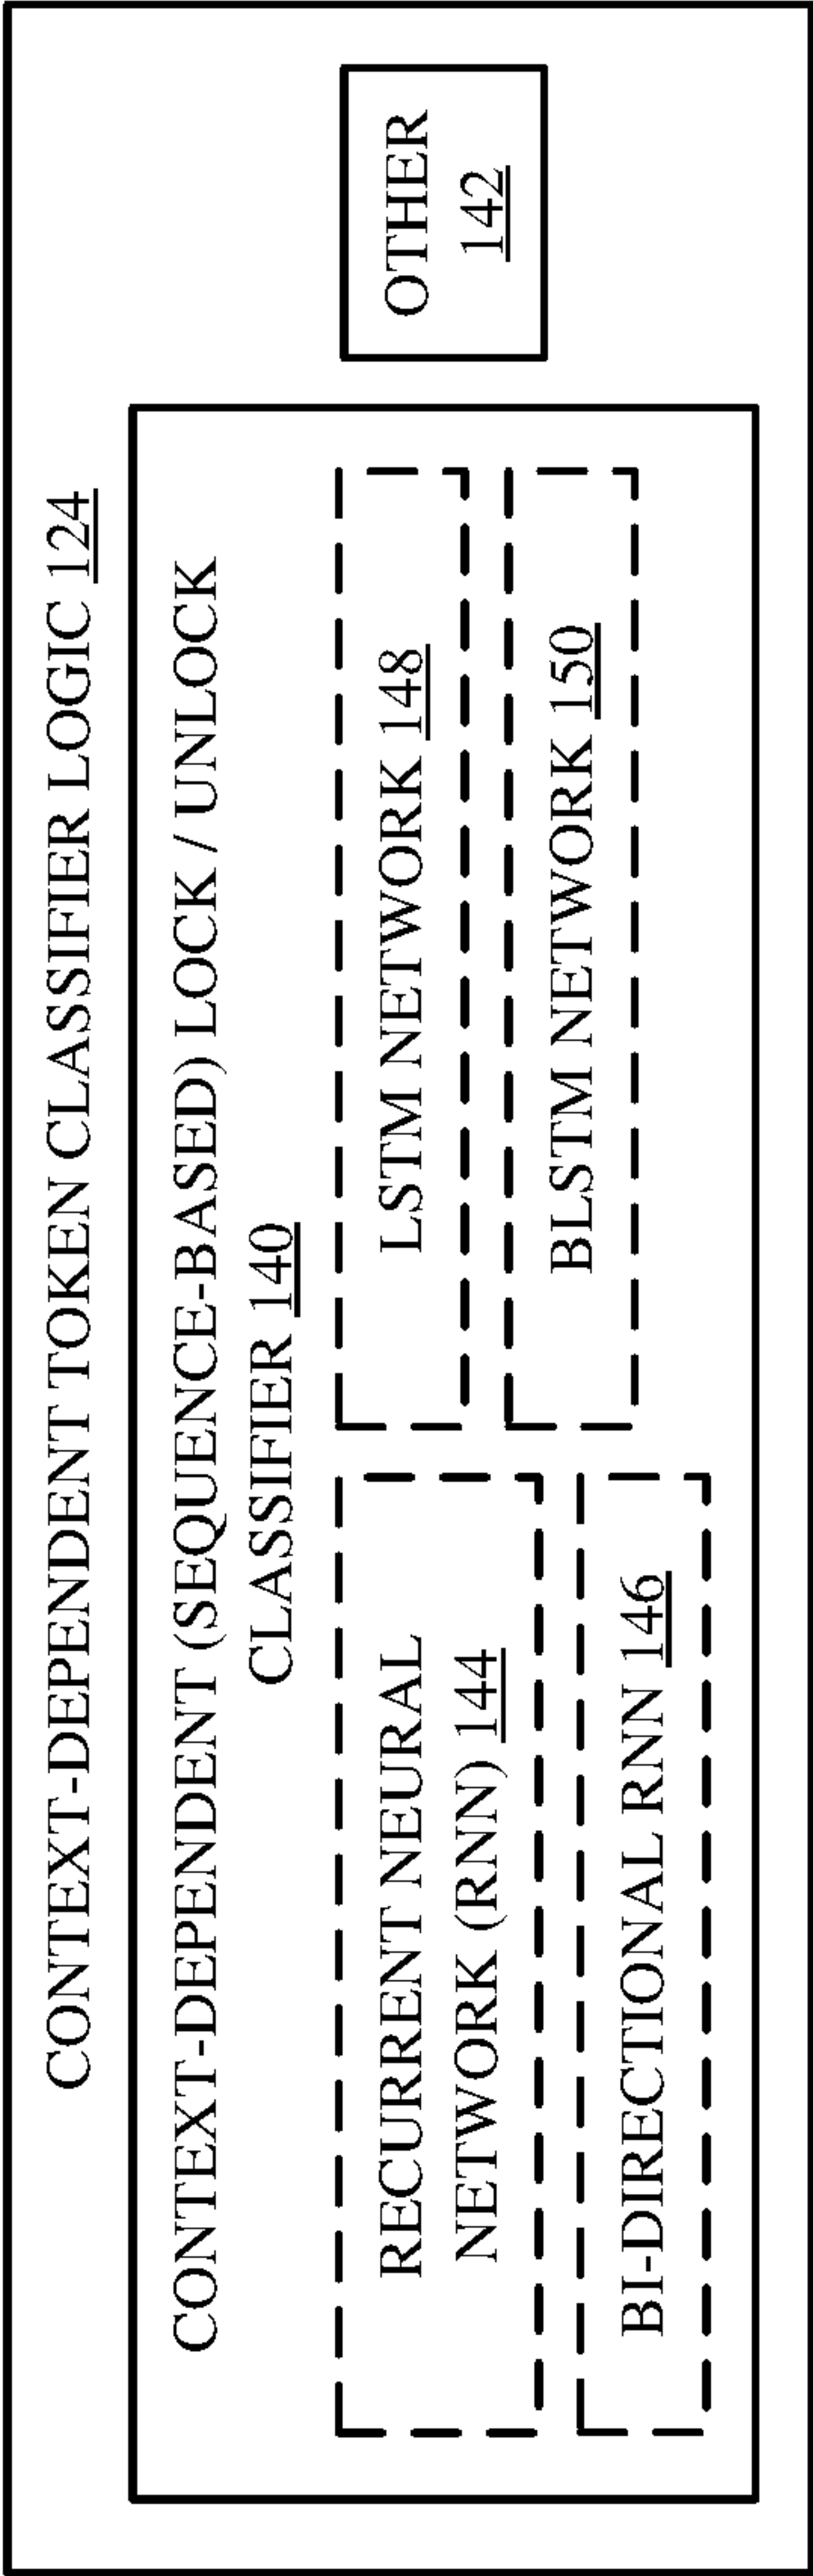 CONTEXT-DEPENDENT TOKEN CLASSIFIER LOGIC 124
CONTEXT-DEPENDENT (SEQUENCE-BASED) LOCK / UNLOCK
CLASSIFIER 140
RECURRENT NEURAL
NETWORK (RNN) 144
BI-DIRECTIONAL RNN 146
LSTM NETWORK 148
BLSTM NETWORK 150
OTHER
142